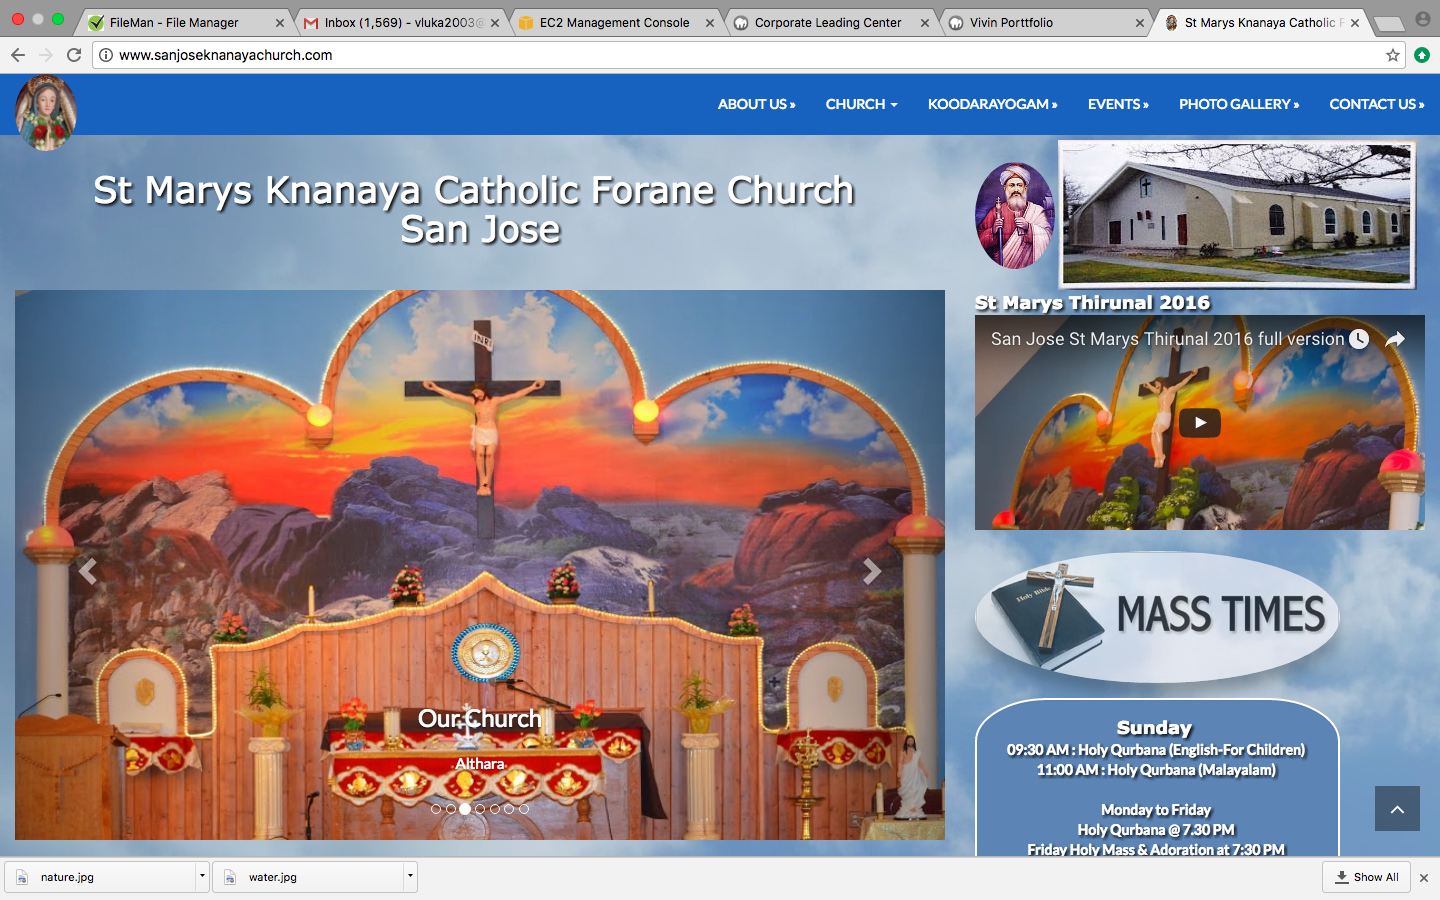 FileMan - File Manager
Inbox (1,569) - vluka2003@
EC2 Management Console
Corporate Leading Center
Vivin Porttfolio
St Marys Knanaya Catholic F
www.sanjoseknanayachurch.com
ABOUT US »
CHURCH
KOODARAYOGAM »
EVENTS »
PHOTO GALLERY »
CONTACT US »
St Marys Knanaya Catholic Forane Church
San Jose
St Marys Thirunal 2016
San Jose St Marys Thirunal 2016 full version
INRI
Holy Bible
MASS TIMES
Our Church
Althara
Sunday
09:30 AM : Holy Qurbana (English-For Children)
11:00 AM : Holy Qurbana (Malayalam)
Monday to Friday
Holy Qurbana @ 7.30 PM
Friday Holy Mass & Adoration at 7:30 PM
nature.jpg
water.jpg
Show All